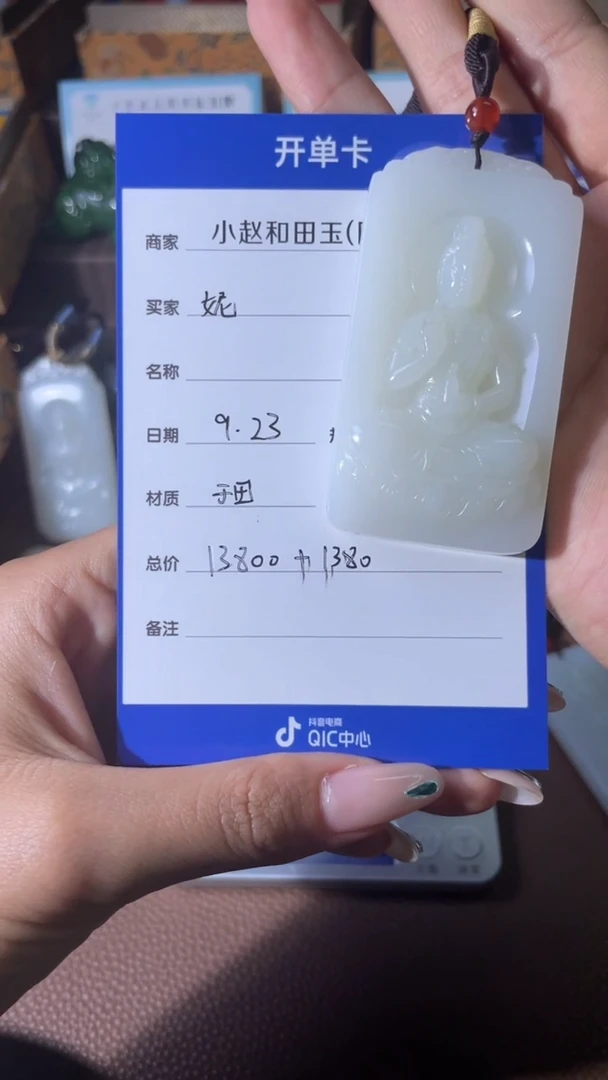 开单卡
商家 小赵和田玉(
买家 妮
名称
日期 9.23
材质 于田
总价 13800 + 1380
备注
抖音电商
QIC中心